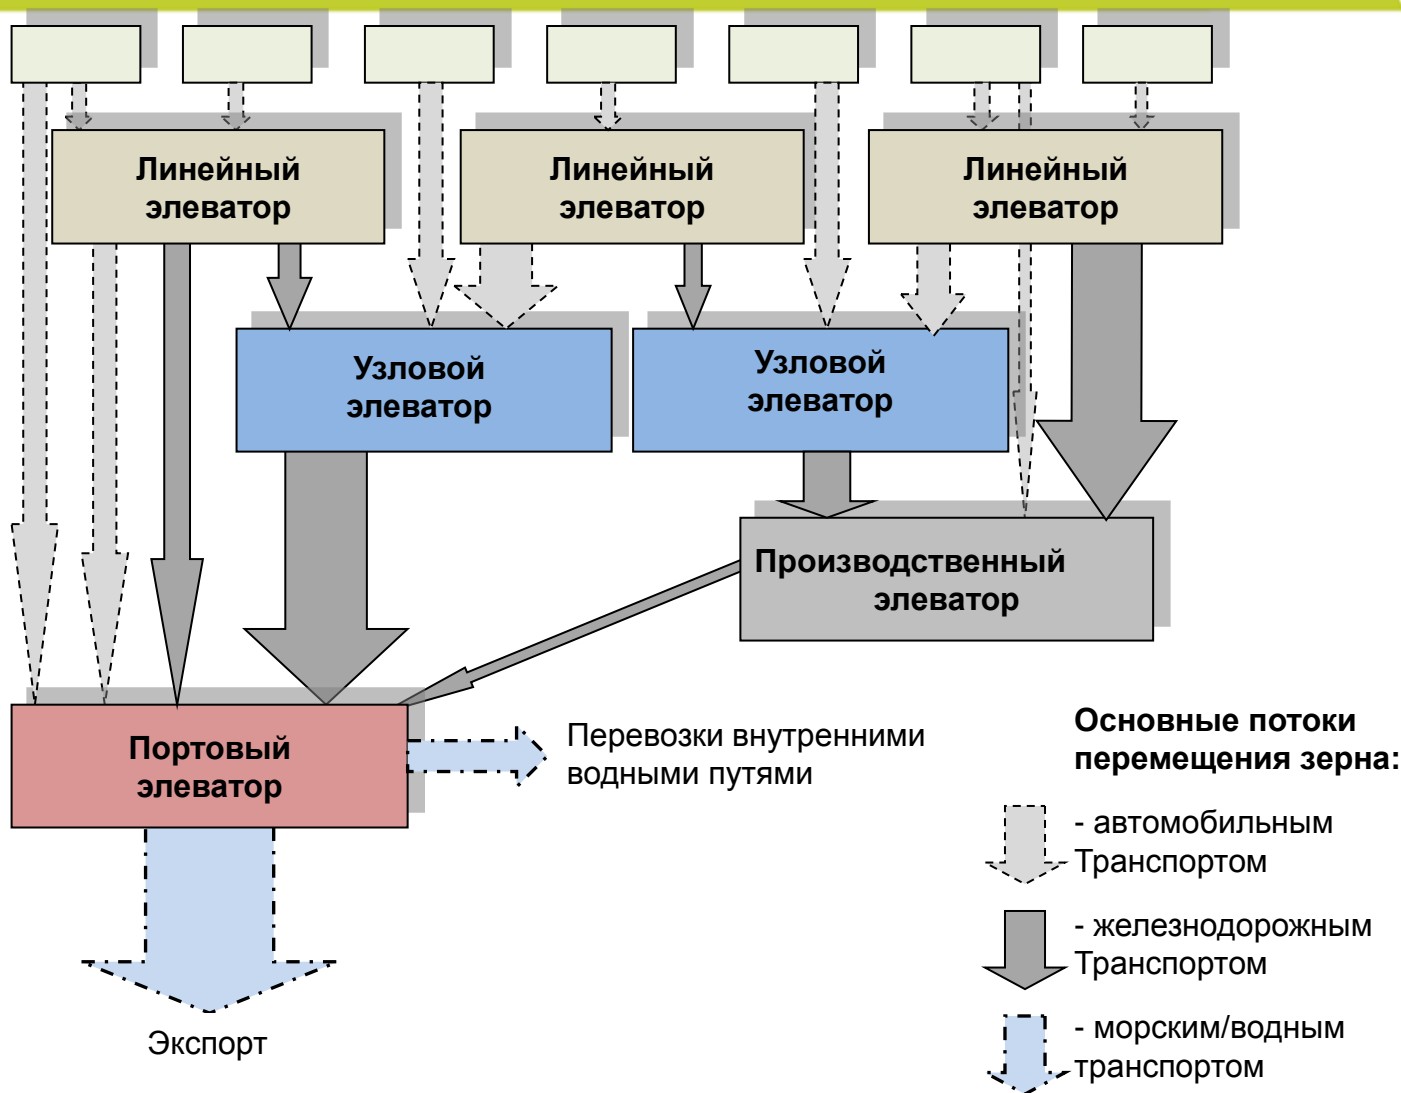 Линейный
элеватор
Линейный
элеватор
Линейный
элеватор
Узловой
элеватор
Узловой
элеватор
Производственный
элеватор
Портовый
элеватор
Перевозки внутренними
водными путями
Экспорт
Основные потоки
перемещения зерна:
- автомобильным
Транспортом
- железнодорожным
Транспортом
- морским/водным
транспортом